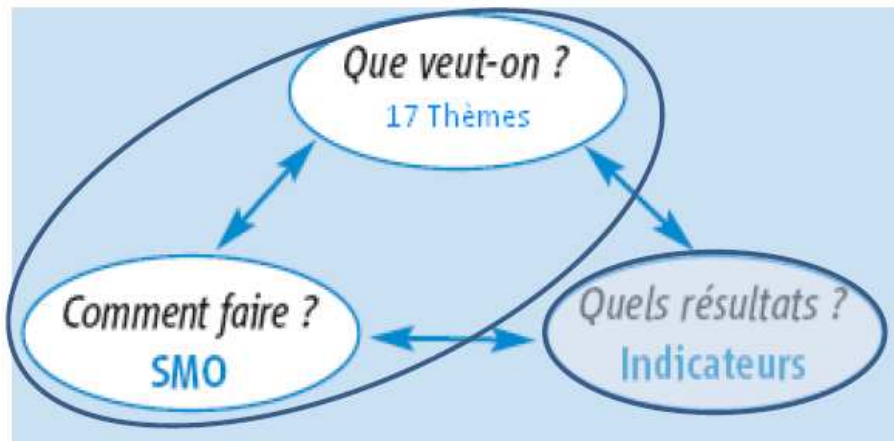 Que veut-on ?
17 Thèmes
Comment faire ?
SMO
Quels résultats ?
Indicateurs